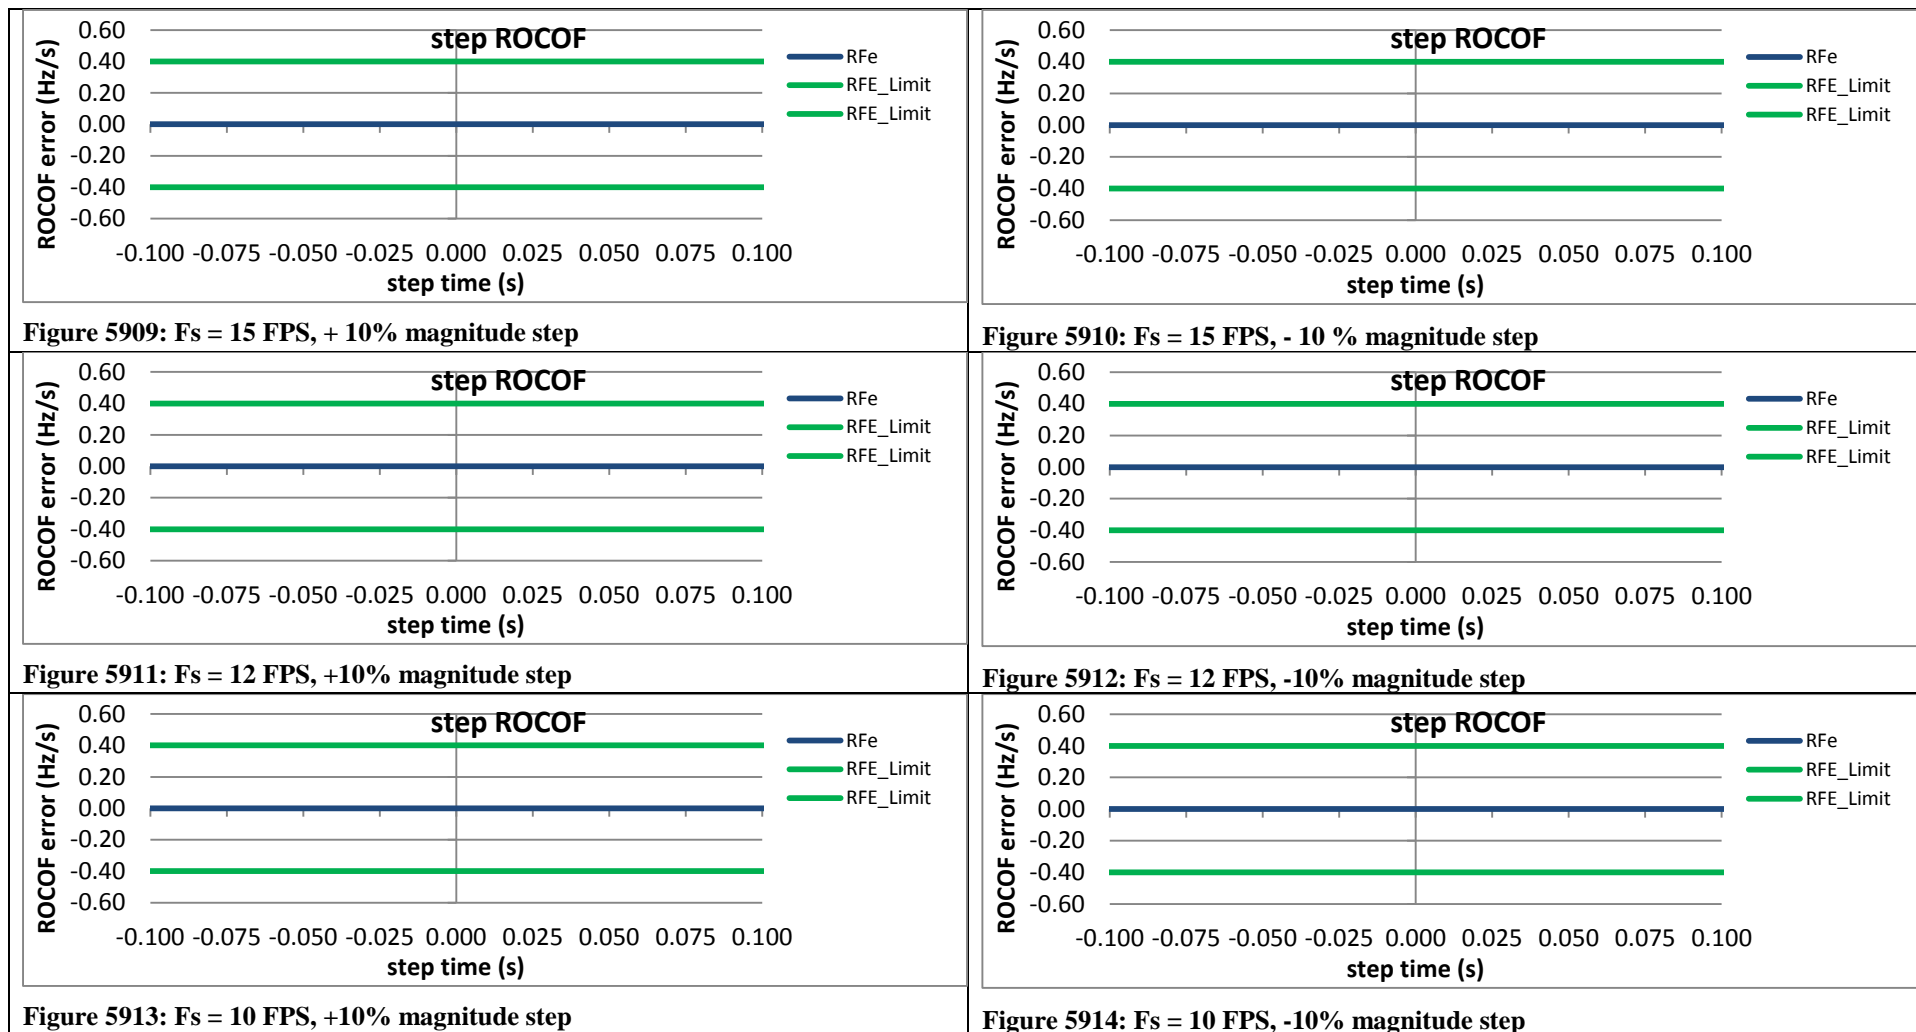 step ROCOF
0.60
0.40
0.20
0.00
-0.20
-0.40
-0.60
ROCOF error (Hz/s)
-0.100 -0.075 -0.050 -0.025 0.000 0.025 0.050 0.075 0.100
step time (s)
RFe
RFE_Limit
RFE_Limit
Figure 5909: Fs = 15 FPS, + 10% magnitude step
step ROCOF
0.60
0.40
0.20
0.00
-0.20
-0.40
-0.60
ROCOF error (Hz/s)
-0.100 -0.075 -0.050 -0.025 0.000 0.025 0.050 0.075 0.100
step time (s)
RFe
RFE_Limit
RFE_Limit
Figure 5910: Fs = 15 FPS, - 10 % magnitude step
step ROCOF
0.60
0.40
0.20
0.00
-0.20
-0.40
-0.60
ROCOF error (Hz/s)
-0.100 -0.075 -0.050 -0.025 0.000 0.025 0.050 0.075 0.100
step time (s)
RFe
RFE_Limit
RFE_Limit
Figure 5911: Fs = 12 FPS, +10% magnitude step
step ROCOF
0.60
0.40
0.20
0.00
-0.20
-0.40
-0.60
ROCOF error (Hz/s)
-0.100 -0.075 -0.050 -0.025 0.000 0.025 0.050 0.075 0.100
step time (s)
RFe
RFE_Limit
RFE_Limit
Figure 5912: Fs = 12 FPS, -10% magnitude step
step ROCOF
0.60
0.40
0.20
0.00
-0.20
-0.40
-0.60
ROCOF error (Hz/s)
-0.100 -0.075 -0.050 -0.025 0.000 0.025 0.050 0.075 0.100
step time (s)
RFe
RFE_Limit
RFE_Limit
Figure 5913: Fs = 10 FPS, +10% magnitude step
step ROCOF
0.60
0.40
0.20
0.00
-0.20
-0.40
-0.60
ROCOF error (Hz/s)
-0.100 -0.075 -0.050 -0.025 0.000 0.025 0.050 0.075 0.100
step time (s)
RFe
RFE_Limit
RFE_Limit
Figure 5914: Fs = 10 FPS, -10% magnitude step